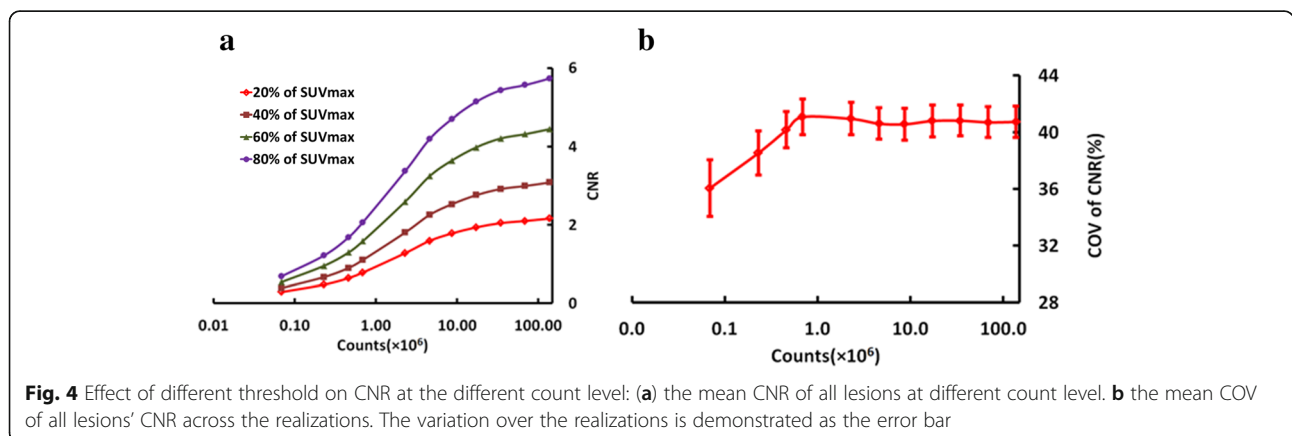 a
20% of SUVmax
40% of SUVmax
60% of SUVmax
80% of SUVmax
6
4
2
0
CNR
0.01 0.10 1.00 10.00 100.00
Counts(×10⁶)
b
44
40
36
32
28
COV of CNR(%)
0.0 0.1 1.0 10.0 100.0
Counts(×10⁶)
Fig. 4 Effect of different threshold on CNR at the different count level: (a) the mean CNR of all lesions at different count level. b the mean COV
of all lesions' CNR across the realizations. The variation over the realizations is demonstrated as the error bar